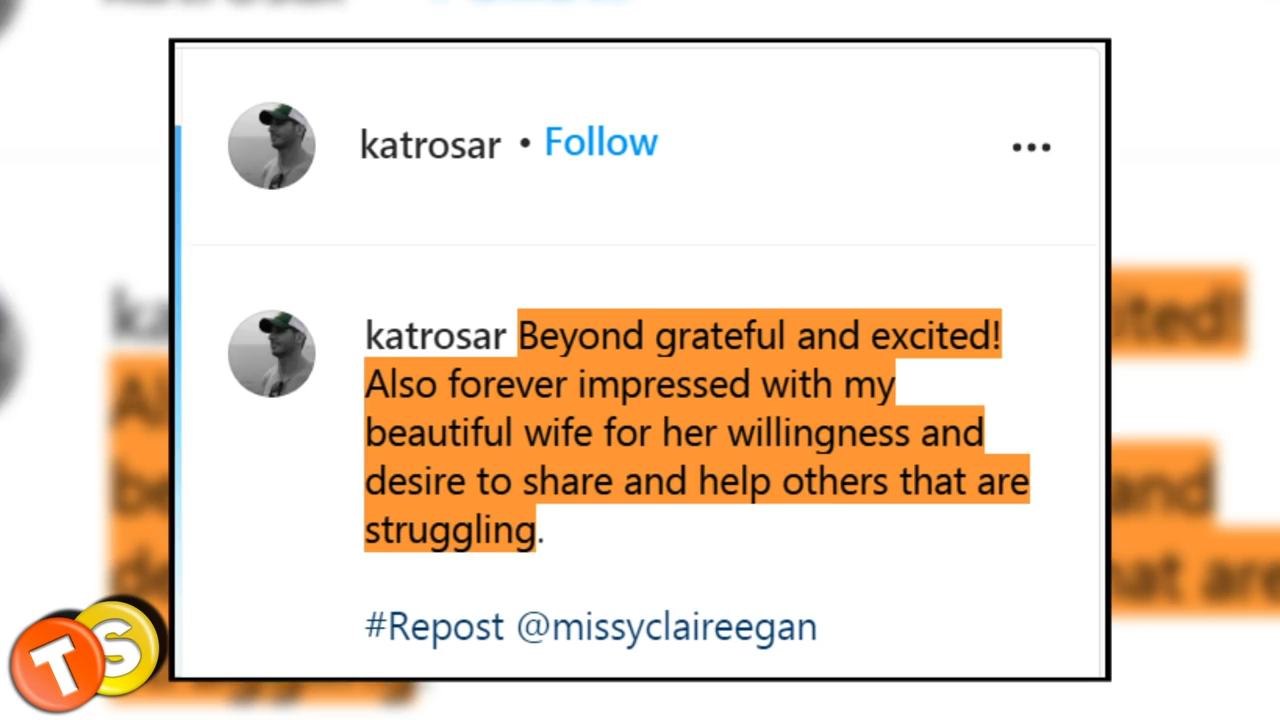 katrosar • Follow
katrosar Beyond grateful and excited!
Also forever impressed with my
beautiful wife for her willingness and
desire to share and help others that are
struggling.
#Repost @missyclaireegan
TS